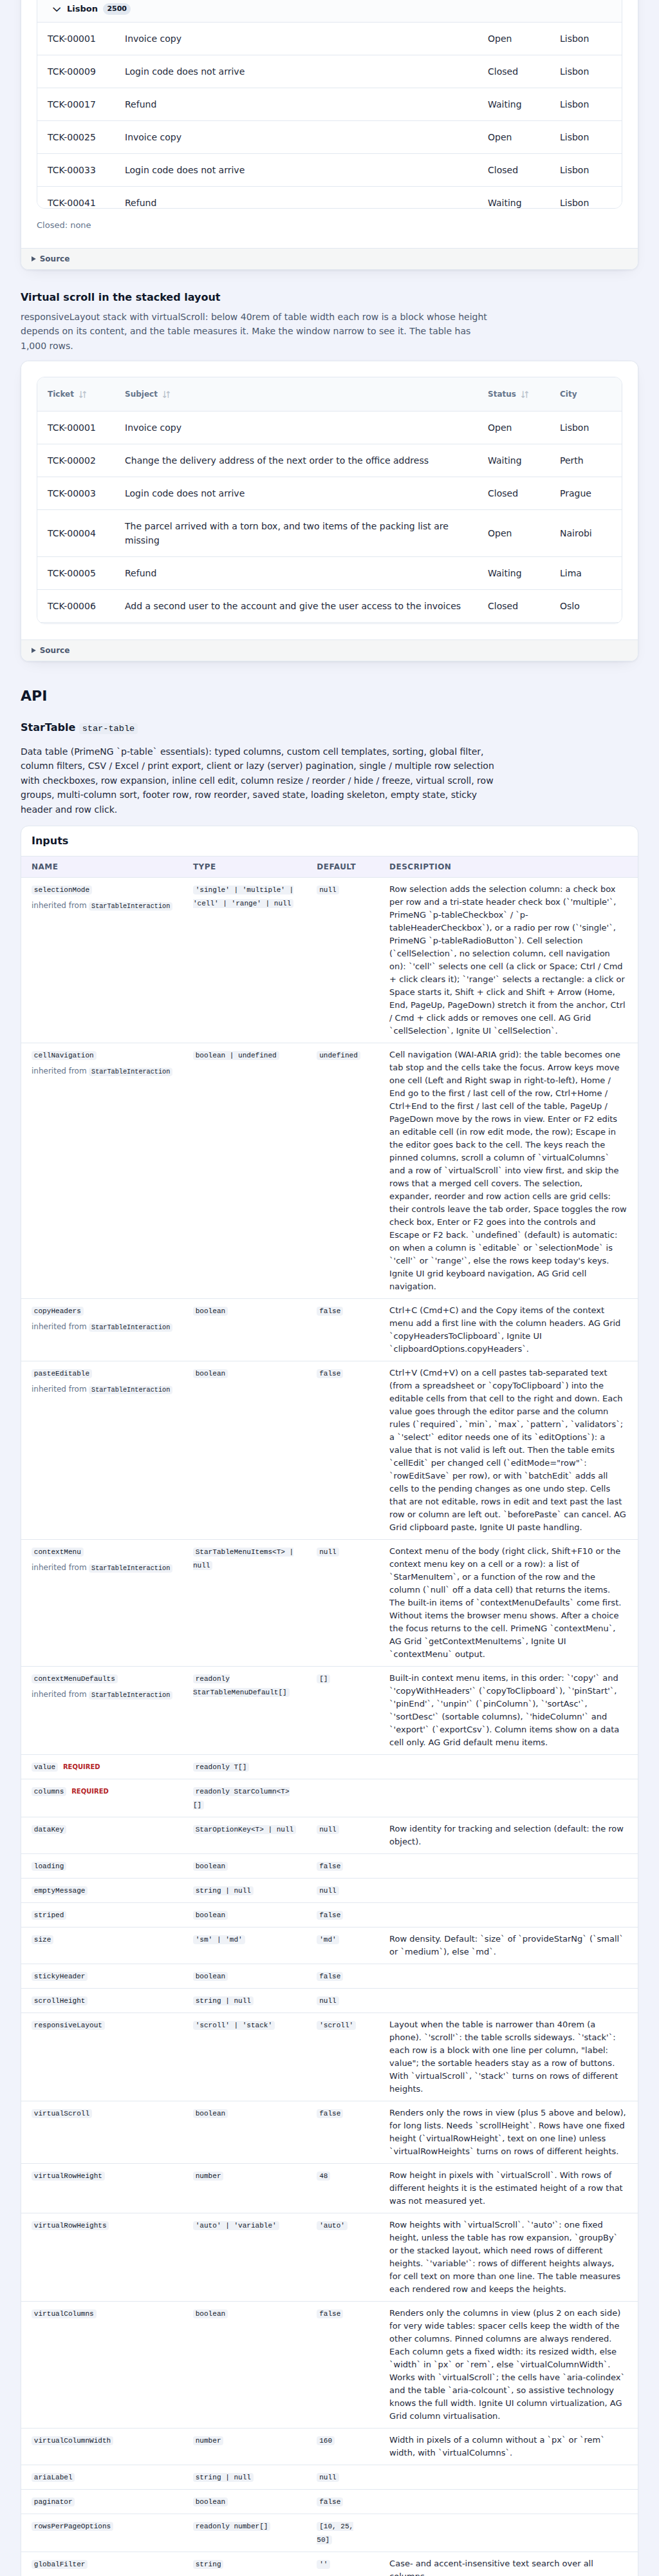 Lisbon 2500
TCK-00001 Invoice copy Open Lisbon
TCK-00009 Login code does not arrive Closed Lisbon
TCK-00017 Refund Waiting Lisbon
TCK-00025 Invoice copy Open Lisbon
TCK-00033 Login code does not arrive Closed Lisbon
TCK-00041 Refund Waiting Lisbon
Closed: none
Source
Virtual scroll in the stacked layout
responsiveLayout stack with virtualScroll: below 40rem of table width each row is a block whose height
depends on its content, and the table measures it. Make the window narrow to see it. The table has
1,000 rows.
Ticket Subject Status City
TCK-00001 Invoice copy Open Lisbon
TCK-00002 Change the delivery address of the next order to the office address Waiting Perth
TCK-00003 Login code does not arrive Closed Prague
TCK-00004 The parcel arrived with a torn box, and two items of the packing list are Open Nairobi
missing
TCK-00005 Refund Waiting Lima
TCK-00006 Add a second user to the account and give the user access to the invoices Closed Oslo
Source
API
StarTable star-table
Data table (PrimeNG `p-table` essentials): typed columns, custom cell templates, sorting, global filter,
column filters, CSV / Excel / print export, client or lazy (server) pagination, single / multiple row selection
with checkboxes, row expansion, inline cell edit, column resize / reorder / hide / freeze, virtual scroll, row
groups, multi-column sort, footer row, row reorder, saved state, loading skeleton, empty state, sticky
header and row click.
Inputs
NAME TYPE DEFAULT DESCRIPTION
selectionMode 'single' | 'multiple' | null Row selection adds the selection column: a check box
inherited from StarTableInteraction 'cell' | 'range' | null per row and a tri-state header check box (`'multiple'`,
PrimeNG `p-tableCheckbox` / `p-
tableHeaderCheckbox`), or a radio per row (`'single'`,
PrimeNG `p-tableRadioButton`). Cell selection
(`cellSelection`, no selection column, cell navigation
on): `'cell'` selects one cell (a click or Space; Ctrl / Cmd
+ click clears it); `'range'` selects a rectangle: a click or
Space starts it, Shift + click and Shift + Arrow (Home,
End, PageUp, PageDown) stretch it from the anchor, Ctrl
/ Cmd + click adds or removes one cell. AG Grid
`cellSelection`, Ignite UI `cellSelection`.
cellNavigation boolean | undefined undefined Cell navigation (WAI-ARIA grid): the table becomes one
inherited from StarTableInteraction tab stop and the cells take the focus. Arrow keys move
one cell (Left and Right swap in right-to-left), Home /
End go to the first / last cell of the row, Ctrl+Home /
Ctrl+End to the first / last cell of the table, PageUp /
PageDown move by the rows in view. Enter or F2 edits
an editable cell (in row edit mode, the row); Escape in
the editor goes back to the cell. The keys reach the
pinned columns, scroll a column of `virtualColumns`
and a row of `virtualScroll` into view first, and skip the
rows that a merged cell covers. The selection,
expander, reorder and row action cells are grid cells:
their controls leave the tab order, Space toggles the row
check box, Enter or F2 goes into the controls and
Escape or F2 back. `undefined` (default) is automatic:
on when a column is `editable` or `selectionMode` is
`'cell'` or `'range'`, else the rows keep today's keys.
Ignite UI grid keyboard navigation, AG Grid cell
navigation.
copyHeaders boolean false Ctrl+C (Cmd+C) and the Copy items of the context
inherited from StarTableInteraction menu add a first line with the column headers. AG Grid
`copyHeadersToClipboard`, Ignite UI
`clipboardOptions.copyHeaders`.
pasteEditable boolean false Ctrl+V (Cmd+V) on a cell pastes tab-separated text
inherited from StarTableInteraction (from a spreadsheet or `copyToClipboard`) into the
editable cells from that cell to the right and down. Each
value goes through the editor parse and the column
rules (`required`, `min`, `max`, `pattern`, `validators`;
a `'select'` editor needs one of its `editOptions`): a
value that is not valid is left out. Then the table emits
`cellEdit` per changed cell (`editMode="row"`:
`rowEditSave` per row), or with `batchEdit` adds all
cells to the pending changes as one undo step. Cells
that are not editable, rows in edit and text past the last
row or column are left out. `beforePaste` can cancel. AG
Grid clipboard paste, Ignite UI paste handling.
contextMenu StarTableMenuItems<T> | null Context menu of the body (right click, Shift+F10 or the
inherited from StarTableInteraction null context menu key on a cell or a row): a list of
`StarMenuItem`, or a function of the row and the
column (`null` off a data cell) that returns the items.
The built-in items of `contextMenuDefaults` come first.
Without items the browser menu shows. After a choice
the focus returns to the cell. PrimeNG `contextMenu`,
AG Grid `getContextMenuItems`, Ignite UI
`contextMenu` output.
contextMenuDefaults readonly [] Built-in context menu items, in this order: `'copy'` and
inherited from StarTableInteraction StarTableMenuDefault[] `'copyWithHeaders'` (`copyToClipboard`), `'pinStart'`,
`'pinEnd'`, `'unpin'` (`pinColumn`), `'sortAsc'`,
`'sortDesc'` (sortable columns), `'hideColumn'` and
`'export'` (`exportCsv`). Column items show on a data
cell only. AG Grid default menu items.
value REQUIRED readonly T[]
columns REQUIRED readonly StarColumn<T>
[]
dataKey StarOptionKey<T> | null null Row identity for tracking and selection (default: the row
object).
loading boolean false
emptyMessage string | null null
striped boolean false
size 'sm' | 'md' 'md' Row density. Default: `size` of `provideStarNg` (`small`
or `medium`), else `md`.
stickyHeader boolean false
scrollHeight string | null null
responsiveLayout 'scroll' | 'stack' 'scroll' Layout when the table is narrower than 40rem (a
phone). `'scroll'`: the table scrolls sideways. `'stack'`:
each row is a block with one line per column, "label:
value"; the sortable headers stay as a row of buttons.
With `virtualScroll`, `'stack'` turns on rows of different
heights.
virtualScroll boolean false Renders only the rows in view (plus 5 above and below),
for long lists. Needs `scrollHeight`. Rows have one fixed
height (`virtualRowHeight`, text on one line) unless
`virtualRowHeights` turns on rows of different heights.
virtualRowHeight number 48 Row height in pixels with `virtualScroll`. With rows of
different heights it is the estimated height of a row that
was not measured yet.
virtualRowHeights 'auto' | 'variable' 'auto' Row heights with `virtualScroll`. `'auto'`: one fixed
height, unless the table has row expansion, `groupBy`
or the stacked layout, which need rows of different
heights. `'variable'`: rows of different heights always,
for cell text on more than one line. The table measures
each rendered row and keeps the heights.
virtualColumns boolean false Renders only the columns in view (plus 2 on each side)
for very wide tables: spacer cells keep the width of the
other columns. Pinned columns are always rendered.
Each column gets a fixed width: its resized width, else
`width` in `px` or `rem`, else `virtualColumnWidth`.
Works with `virtualScroll`; the cells have `aria-colindex`
and the table `aria-colcount`, so assistive technology
knows the full width. Ignite UI column virtualization, AG
Grid column virtualisation.
virtualColumnWidth number 160 Width in pixels of a column without a `px` or `rem`
width, with `virtualColumns`.
ariaLabel string | null null
paginator boolean false
rowsPerPageOptions readonly number[] [10, 25,
50]
globalFilter string '' Case- and accent-insensitive text search over all